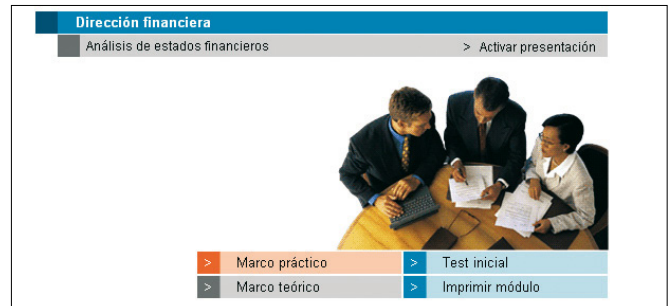 Dirección financiera
Análisis de estados financieros > Activar presentación
> Marco práctico > Test inicial
> Marco teórico > Imprimir módulo